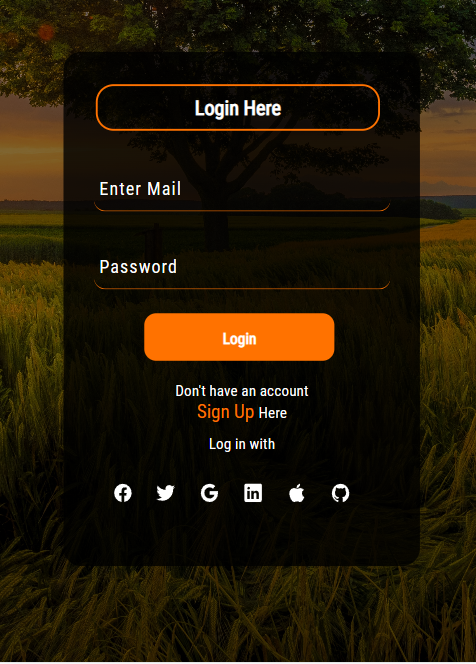 Login Here
Enter Mail
Password
Login
Don't have an account
Sign Up Here
Log in with